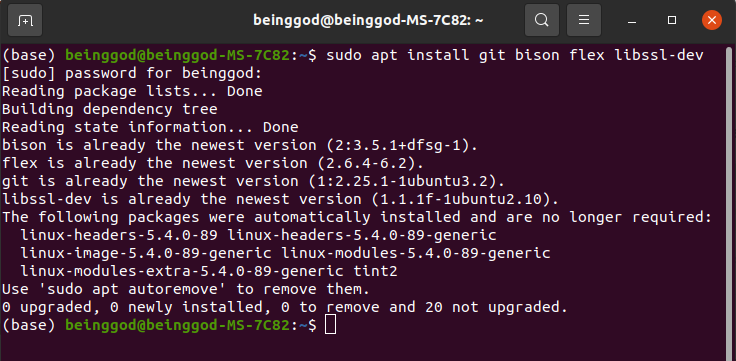 beinggod@beinggod-MS-7C82: ~
(base) beinggod@beinggod-MS-7C82:~$ sudo apt install git bison flex libssl-dev
[sudo] password for beinggod:
Reading package lists... Done
Building dependency tree
Reading state information... Done
bison is already the newest version (2:3.5.1+dfsg-1).
flex is already the newest version (2.6.4-6.2).
git is already the newest version (1:2.25.1-1ubuntu3.2).
libssl-dev is already the newest version (1.1.1f-1ubuntu2.10).
The following packages were automatically installed and are no longer required:
  linux-headers-5.4.0-89 linux-headers-5.4.0-89-generic
  linux-image-5.4.0-89-generic linux-modules-5.4.0-89-generic
  linux-modules-extra-5.4.0-89-generic tint2
Use 'sudo apt autoremove' to remove them.
0 upgraded, 0 newly installed, 0 to remove and 20 not upgraded.
(base) beinggod@beinggod-MS-7C82:~$